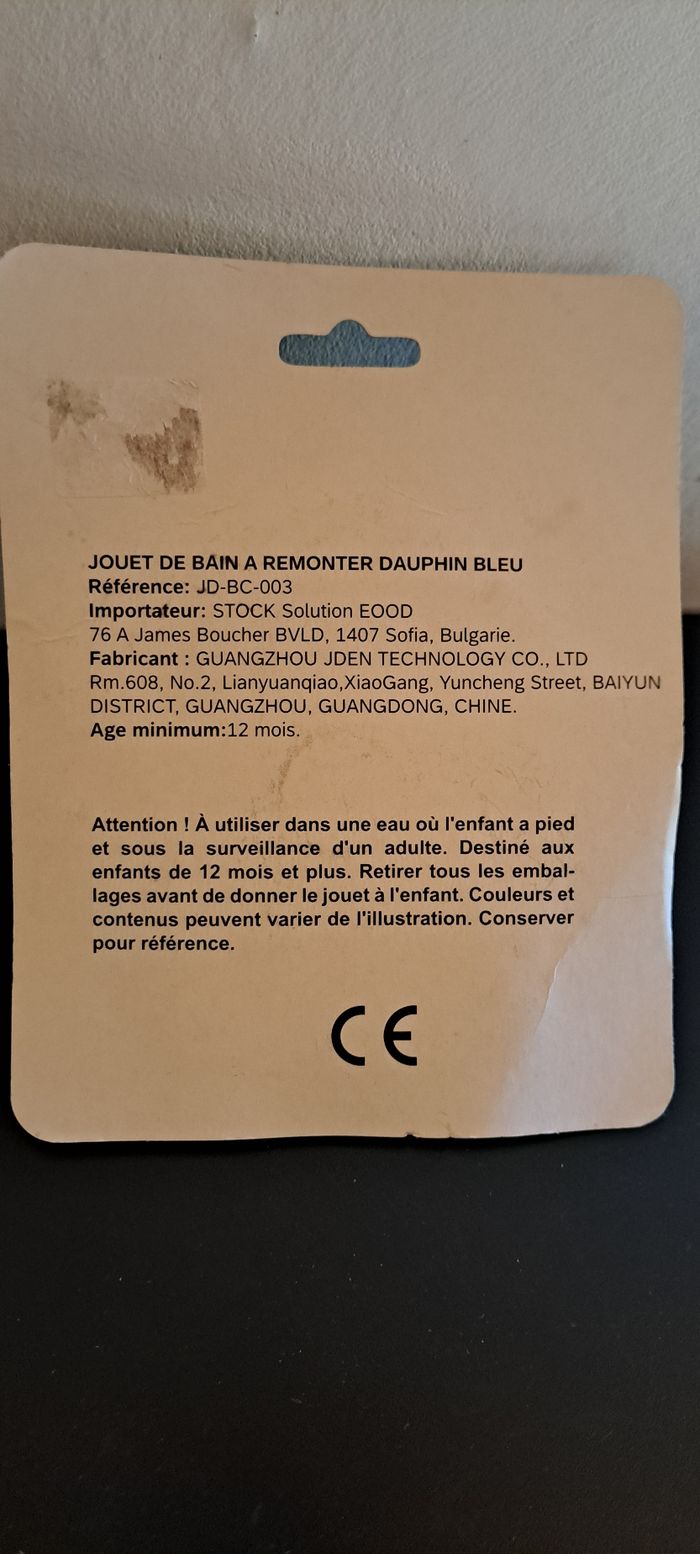 JOUET DE BAIN A REMONTER DAUPHIN BLEU
Référence: JD-BC-003
Importateur: STOCK Solution EOOD
76 A James Boucher BVLD, 1407 Sofia, Bulgarie.
Fabricant : GUANGZHOU JDEN TECHNOLOGY CO., LTD
Rm.608, No.2, Lianyuanqiao,XiaoGang, Yuncheng Street, BAIYUN
DISTRICT, GUANGZHOU, GUANGDONG, CHINE.
Age minimum:12 mois.
Attention ! À utiliser dans une eau où l'enfant a pied
et sous la surveillance d'un adulte. Destiné aux
enfants de 12 mois et plus. Retirer tous les embal-
lages avant de donner le jouet à l'enfant. Couleurs et
contenus peuvent varier de l'illustration. Conserver
pour référence.
CE